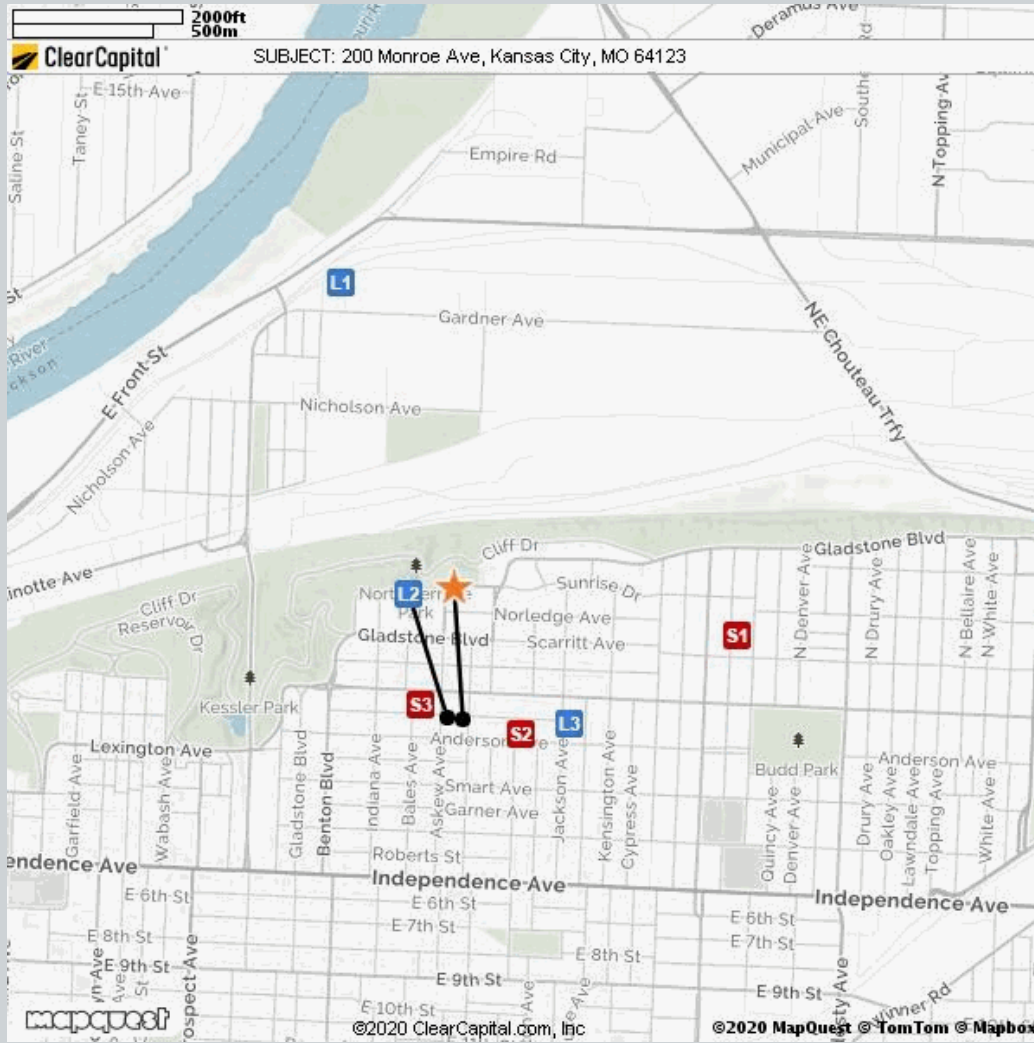 2000ft
500m
ClearCapital
SUBJECT: 200 Monroe Ave, Kansas City, MO 64123
Deramus Ave
E 15th Ave
Taney St
Saline St
Empire Rd
Municipal Ave
N Topping Av
L1
Gardner Ave
E Front St
River
Nicholson Ave
Nicholson Ave
NE Chouteau Trfy
Cliff Dr
Gladstone Blvd
inotte Ave
Cliff Dr
Reservoir Dr
L2
Park
Sunrise Dr
Norledge Ave
Scarritt Ave
Gladstone Blvd
S1
N Denver Ave
N Drury Ave
N Bellaire Ave
N White Ave
Kessler Park
S3
S2
L3
Lexington Ave
Anderson
Anderson Ave
Budd Park
Garfield Ave
Wabash Ave
Gladstone Blvd
Benton Blvd
Indiana Ave
Bales Ave
Askew Ave
Smart Ave
Garner Ave
Jackson Ave
Kensington Ave
Cypress Ave
Quincy Ave
Denver Ave
Drury Ave
Oakley Ave
Lawndale Ave
Topping Ave
White Ave
Roberts St
endence Ave
Independence Ave
Independence Ave
E 6th St
E 6th St
E 6th St
E 7th St
E 7th St
E 8th St
E 8th St
E 9th St
E 9th St
E 9th St
E 10th St
rospect Ave
Winner Rd
mapquest
©2020 ClearCapital.com, Inc
©2020 MapQuest © TomTom © Mapbox